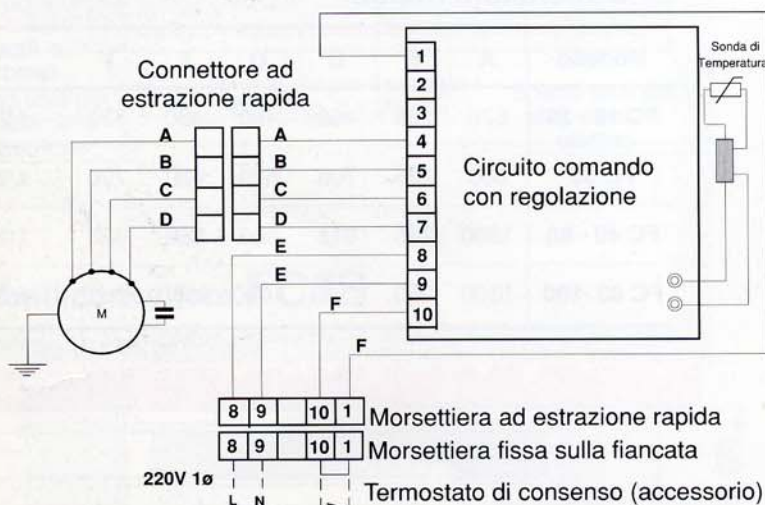 Connettore ad
estrazione rapida
A
B
C
D
A
B
C
D
E
E
F
F
M
1
2
3
4
5
6
7
8
9
10
Circuito comando
con regolazione
Sonda di
Temperatura
8 9 10 1
Morsettiera ad estrazione rapida
8 9 10 1
Morsettiera fissa sulla fiancata
220V 1ø
L N
Termostato di consenso (accessorio)